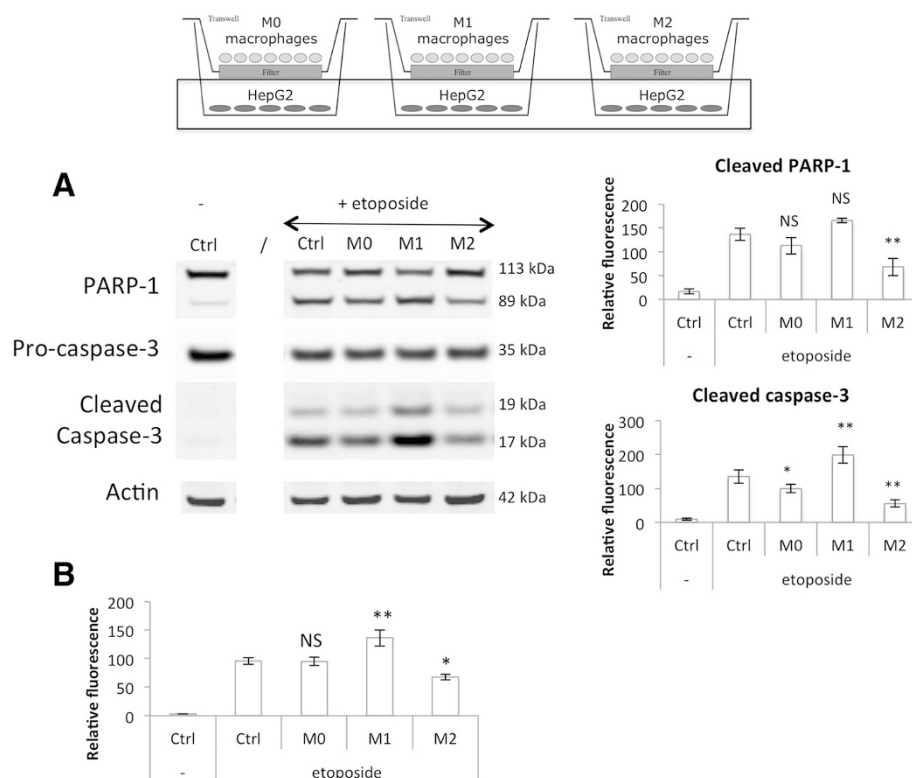 Transwell M0 macrophages
Filter
HepG2
Transwell M1 macrophages
Filter
HepG2
Transwell M2 macrophages
Filter
HepG2
A
- + etoposide
Ctrl / Ctrl M0 M1 M2
PARP-1 113 kDa
89 kDa
Pro-caspase-3 35 kDa
Cleaved 19 kDa
Caspase-3 17 kDa
Actin 42 kDa
Cleaved PARP-1
Relative fluorescence
200
150
100
50
0
NS NS **
Ctrl Ctrl M0 M1 M2
- etoposide
Cleaved caspase-3
Relative fluorescence
300
200
100
0
* ** **
Ctrl Ctrl M0 M1 M2
- etoposide
B
Relative fluorescence
200
150
100
50
0
NS ** *
Ctrl Ctrl M0 M1 M2
- etoposide